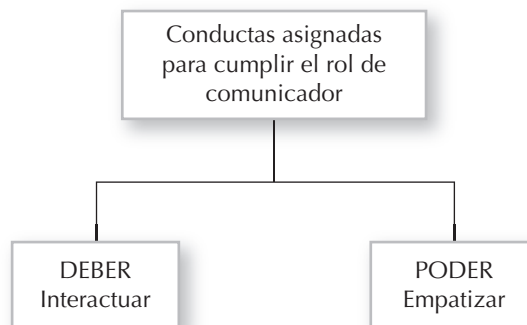 Conductas asignadas
para cumplir el rol de
comunicador
DEBER
Interactuar
PODER
Empatizar